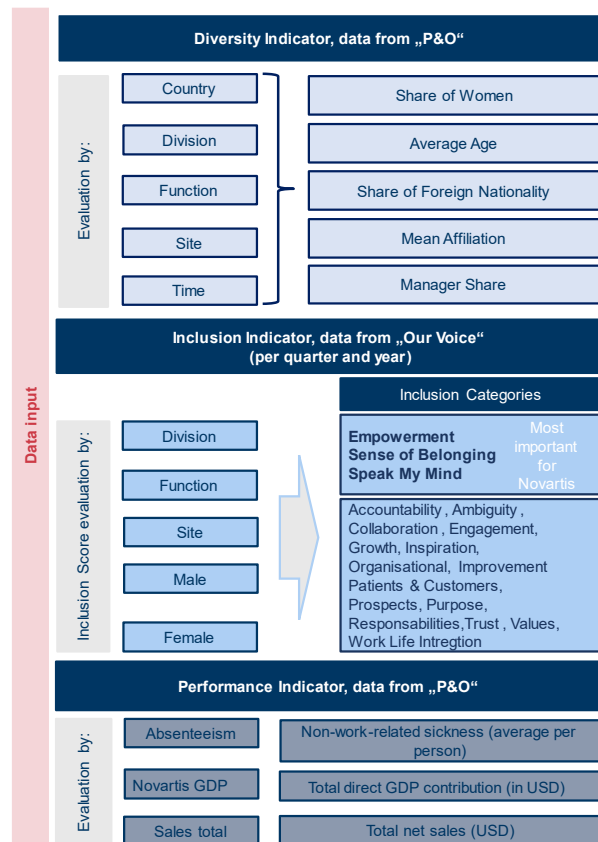 Data input
Diversity Indicator, data from „P&O“
Evaluation by:
Country
Division
Function
Site
Time
Share of Women
Average Age
Share of Foreign Nationality
Mean Affiliation
Manager Share
Inclusion Indicator, data from „Our Voice“
(per quarter and year)
Inclusion Score evaluation by:
Division
Function
Site
Male
Female
Inclusion Categories
Empowerment
Sense of Belonging
Speak My Mind
Most
important
for
Novartis
Accountability , Ambiguity ,
Collaboration , Engagement,
Growth, Inspiration,
Organisational, Improvement
Patients & Customers,
Prospects, Purpose,
Responsabilities,Trust , Values,
Work Life Intregtion
Performance Indicator, data from „P&O“
Evaluation by:
Absenteeism
Non-work-related sickness (average per
person)
Novartis GDP
Total direct GDP contribution (in USD)
Sales total
Total net sales (USD)